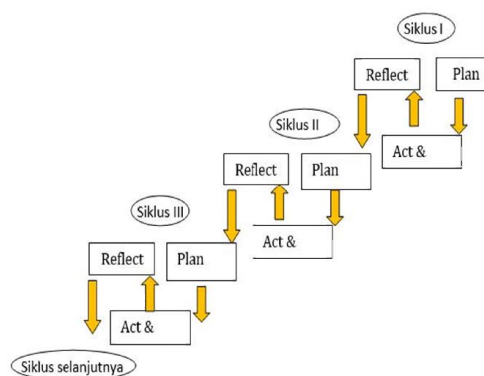 Siklus I
Reflect
Plan
Act &
Siklus II
Reflect
Plan
Act &
Siklus III
Reflect
Plan
Act &
Siklus selanjutnya